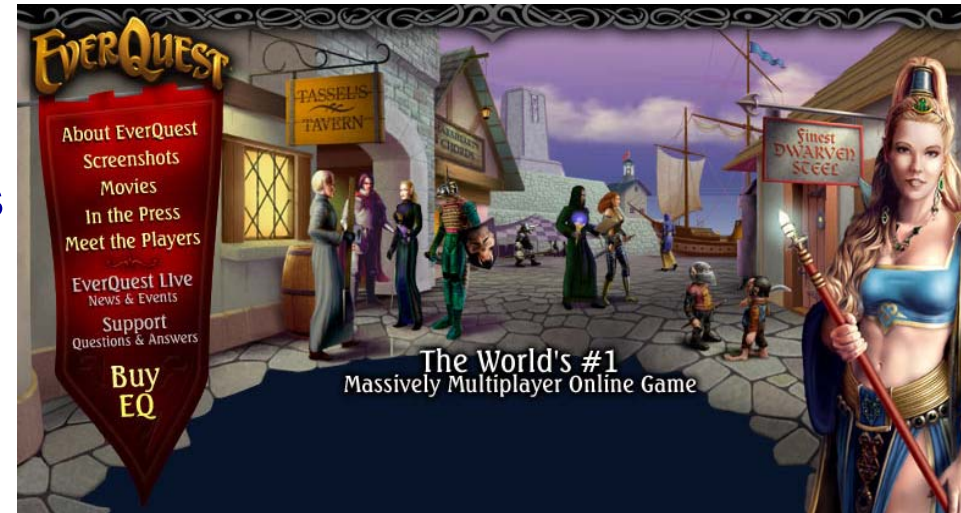 EVERQUEST
About EverQuest
Screenshots
Movies
In the Press
Meet the Players
EverQuest LIve
News & Events
Support
Questions & Answers
Buy
EQ
TASSEL'S
TAVERN
CHORDS
Finest
DWARVEN
STEEL
The World's #1
Massively Multiplayer Online Game
s